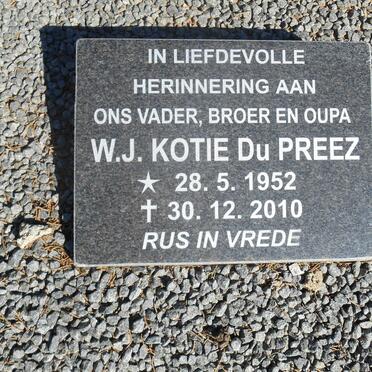 IN LIEFDEVOLLE
HERINNERING AAN
ONS VADER, BROER EN OUPA
W.J. KOTIE Du PREEZ
★ 28. 5. 1952
✝ 30. 12. 2010
RUS IN VREDE